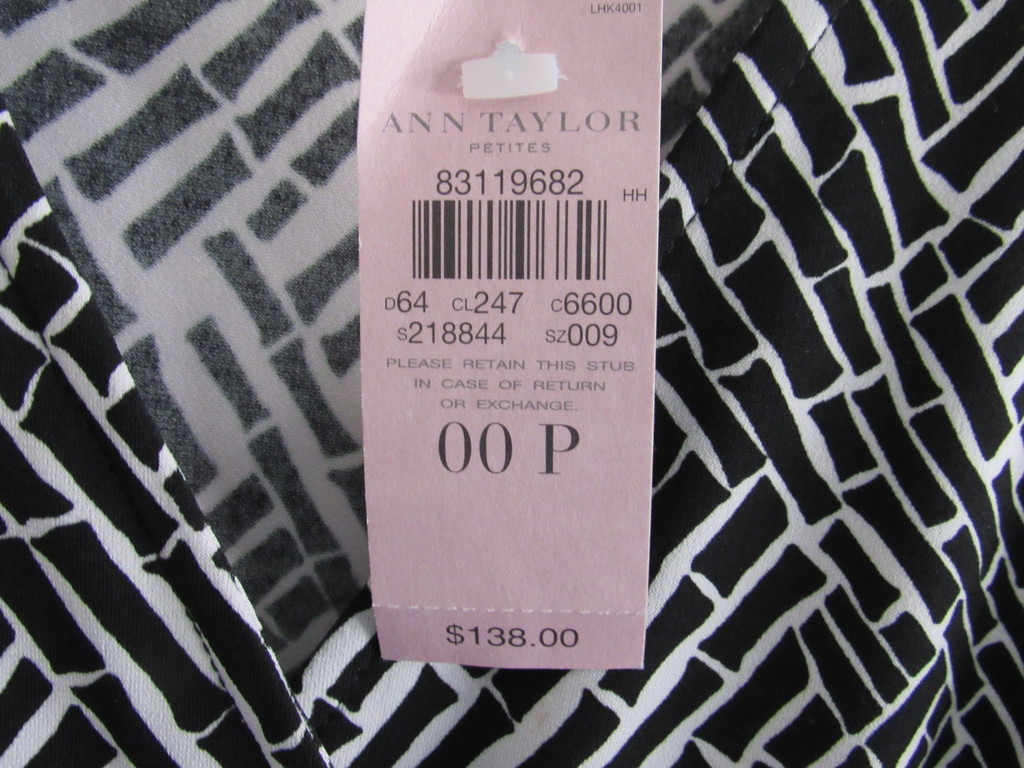 LHK4001
ANN TAYLOR
PETITES
83119682
HH
D64 CL247 C6600
S218844 SZ009
PLEASE RETAIN THIS STUB
IN CASE OF RETURN
OR EXCHANGE.
00 P
$138.00